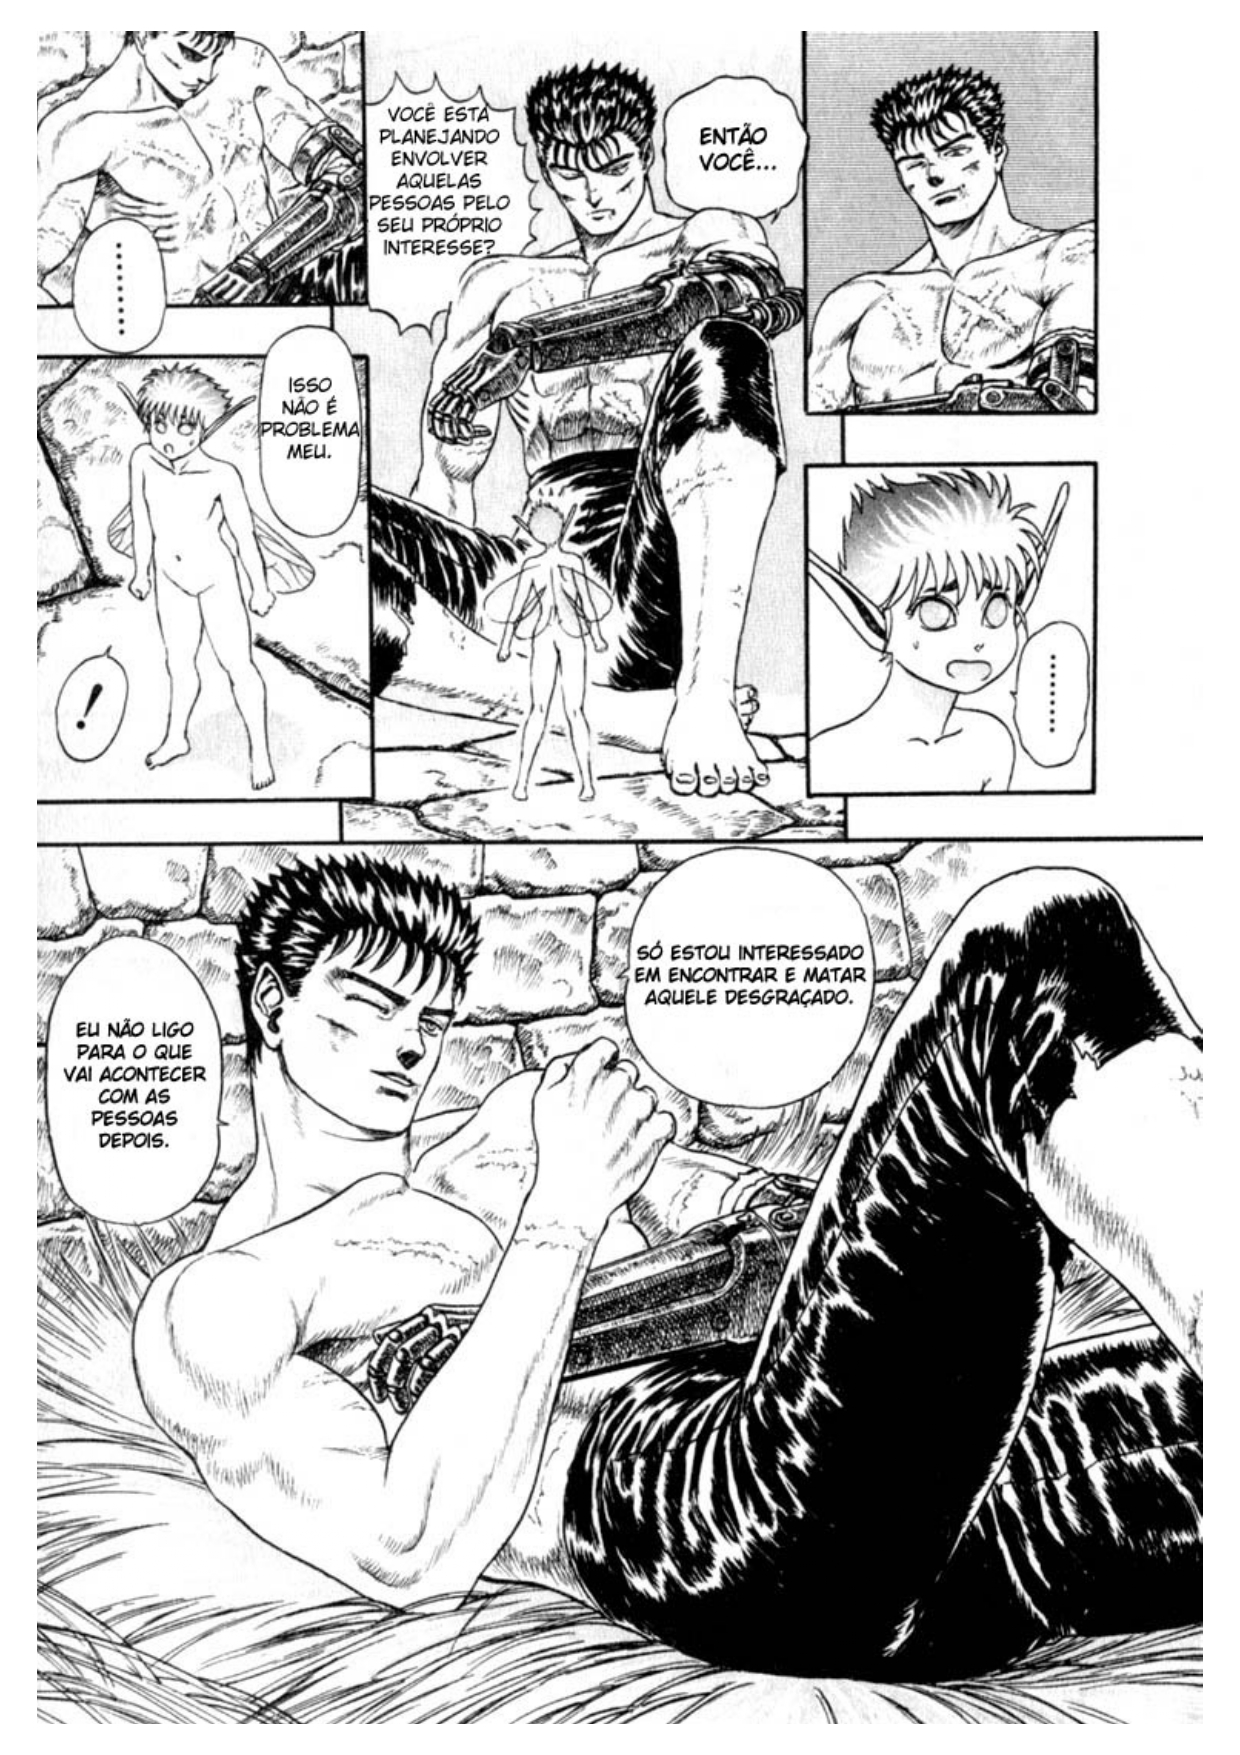 ENTÃO
VOCÊ...
VOCÊ ESTÁ
PLANEJANDO
ENVOLVER
AQUELAS
PESSOAS PELO
SEU PRÓPRIO
INTERESSE?
.........
........
ISSO
NÃO É
PROBLEMA
MEU.
!
SÓ ESTOU INTERESSADO
EM ENCONTRAR E MATAR
AQUELE DESGRAÇADO.
EU NÃO LIGO
PARA O QUE
VAI ACONTECER
COM AS
PESSOAS
DEPOIS.